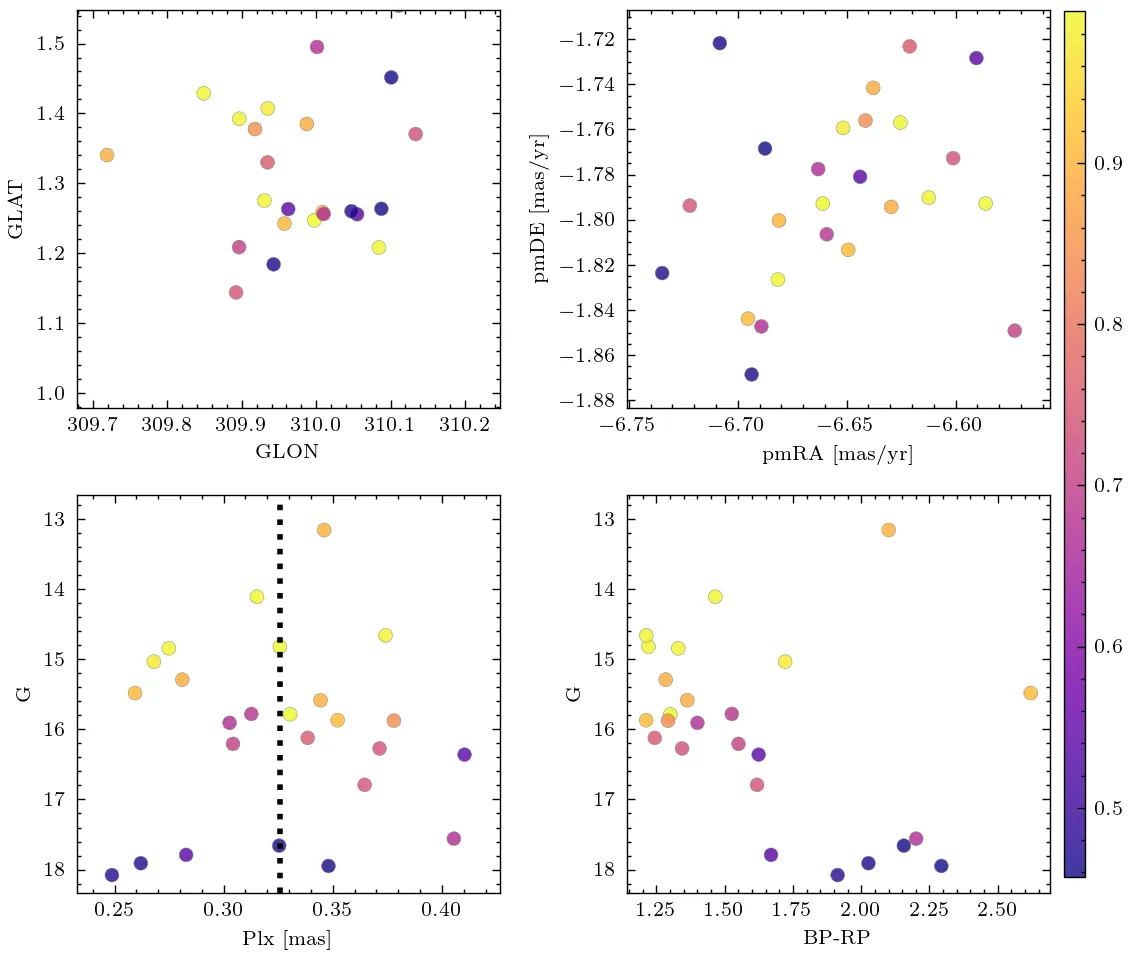 1.5
1.4
1.3
1.2
1.1
1.0
GLAT
309.7 309.8 309.9 310.0 310.1 310.2
GLON
−1.72
−1.74
−1.76
−1.78
−1.80
−1.82
−1.84
−1.86
−1.88
pmDE [mas/yr]
−6.75 −6.70 −6.65 −6.60
pmRA [mas/yr]
0.9
0.8
0.7
0.6
0.5
13
14
15
16
17
18
G
0.25 0.30 0.35 0.40
Plx [mas]
13
14
15
16
17
18
G
1.25 1.50 1.75 2.00 2.25 2.50
BP-RP